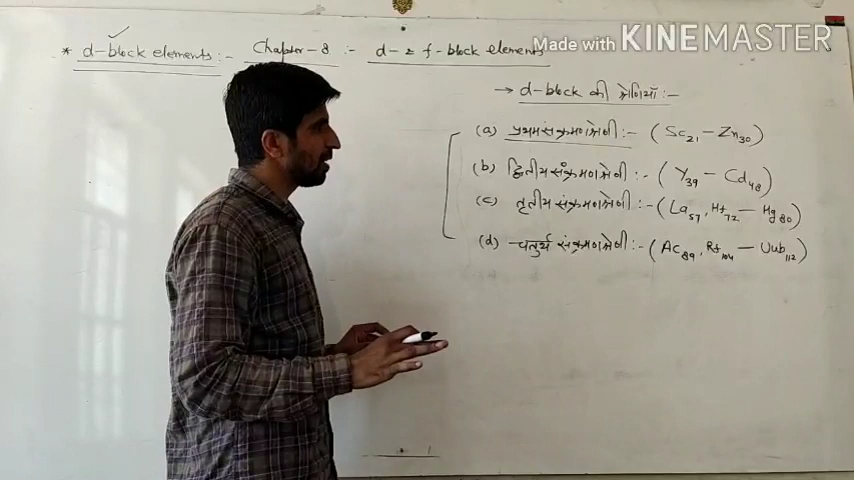 * d-block elements :- Chapter-8 :- d- & f-block elements
Made with KINEMASTER
→ d-block की श्रेणियाँ :-
(a) प्रथम संक्रमण श्रेणी :- (Sc21 - Zn30)
(b) द्वितीय संक्रमण श्रेणी :- (Y39 - Cd48)
(c) तृतीय संक्रमण श्रेणी :- (La57, Hf72 - Hg80)
(d) चतुर्थ संक्रमण श्रेणी :- (Ac89, Rf104 - Uub112)